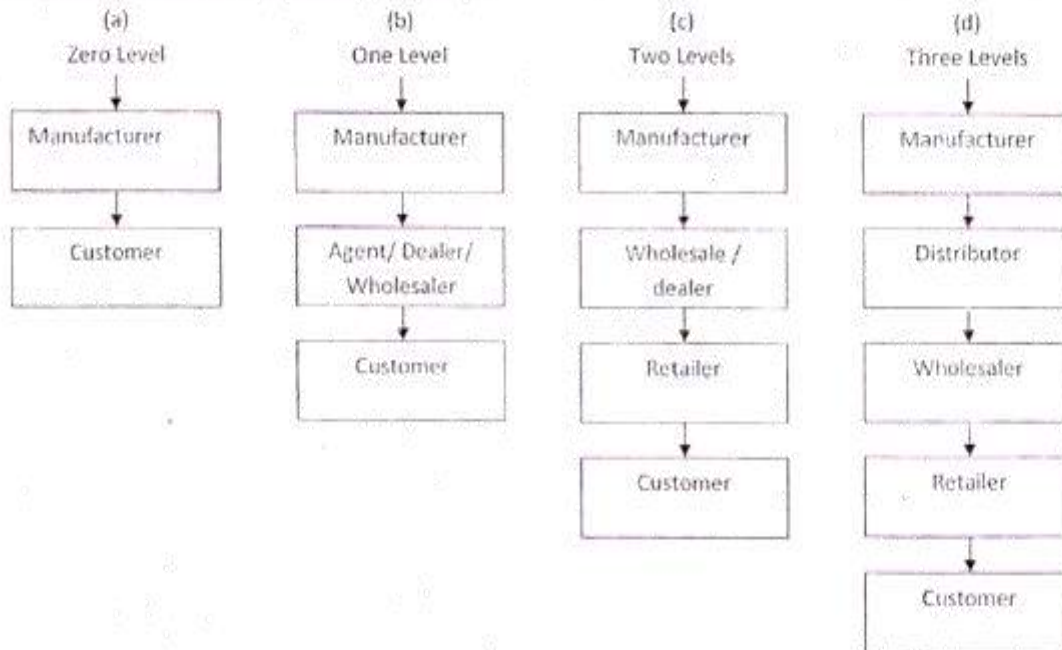 (a)
Zero Level
Manufacturer
Customer
(b)
One Level
Manufacturer
Agent/ Dealer/
Wholesaler
Customer
(c)
Two Levels
Manufacturer
Wholesale /
dealer
Retailer
Customer
(d)
Three Levels
Manufacturer
Distributor
Wholesaler
Retailer
Customer